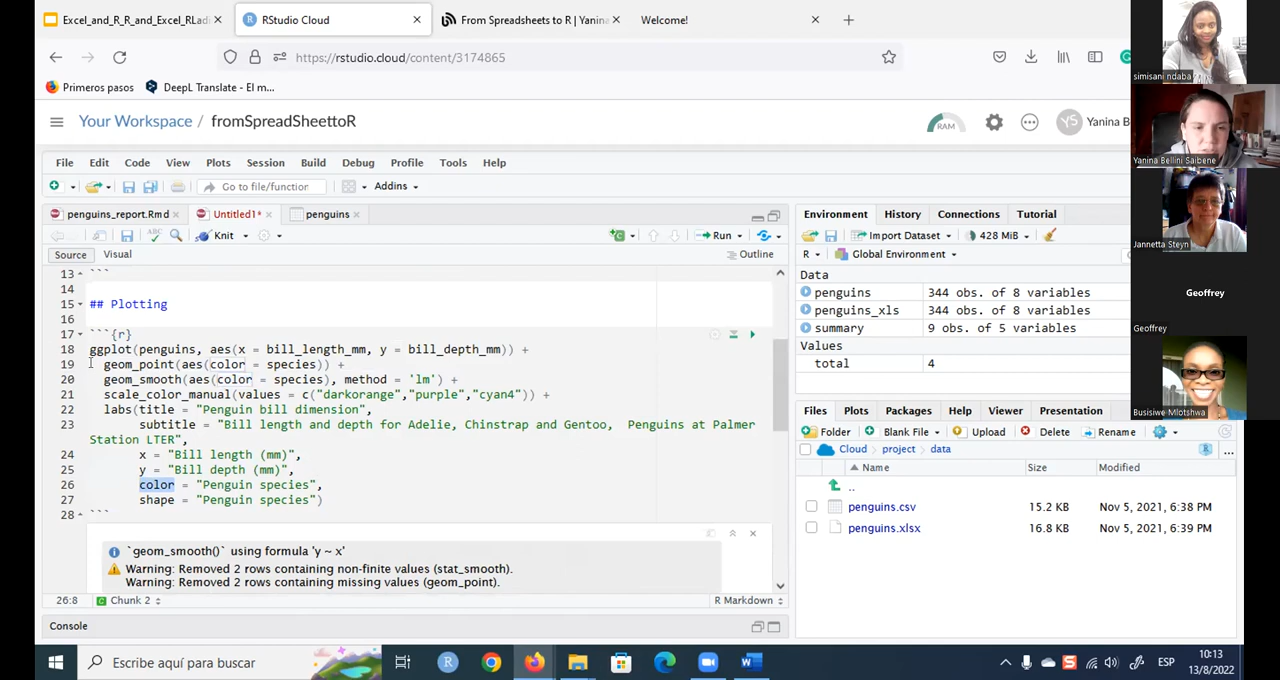 Excel_and_R_R_and_Excel_RLadi
RStudio Cloud
From Spreadsheets to R | Yanina
Welcome!
https://rstudio.cloud/content/3174865
Primeros pasos
DeepL Translate - El m...
Your Workspace / fromSpreadSheettoR
RAM
YS
Yanina B
File Edit Code View Plots Session Build Debug Profile Tools Help
Go to file/function
Addins
penguins_report.Rmd
Untitled1*
penguins
ABC
Knit
Run
Source Visual
Outline
13 ```
14
15 ## Plotting
16
17 ```{r}
18 ggplot(penguins, aes(x = bill_length_mm, y = bill_depth_mm)) +
19 geom_point(aes(color = species)) +
20 geom_smooth(aes(color = species), method = 'lm') +
21 scale_color_manual(values = c("darkorange","purple","cyan4")) +
22 labs(title = "Penguin bill dimension",
23 subtitle = "Bill length and depth for Adelie, Chinstrap and Gentoo,  Penguins at Palmer
Station LTER",
24 x = "Bill length (mm)",
25 y = "Bill depth (mm)",
26 color = "Penguin species",
27 shape = "Penguin species")
28 ```
`geom_smooth()` using formula 'y ~ x'
Warning: Removed 2 rows containing non-finite values (stat_smooth).
Warning: Removed 2 rows containing missing values (geom_point).
26:8
Chunk 2
R Markdown
Console
Environment History Connections Tutorial
Import Dataset
428 MiB
R
Global Environment
Data
penguins 344 obs. of 8 variables
penguins_xls 344 obs. of 8 variables
summary 9 obs. of 5 variables
Values
total 4
Files Plots Packages Help Viewer Presentation
Folder Blank File Upload Delete Rename
Cloud project data
Name Size Modified
..
penguins.csv 15.2 KB Nov 5, 2021, 6:38 PM
penguins.xlsx 16.8 KB Nov 5, 2021, 6:39 PM
simisani ndaba
Yanina Bellini Saibene
Jannetta Steyn
Geoffrey
Geoffrey
Busisiwe Mlotshwa
Escribe aquí para buscar
ESP
10:13
13/8/2022